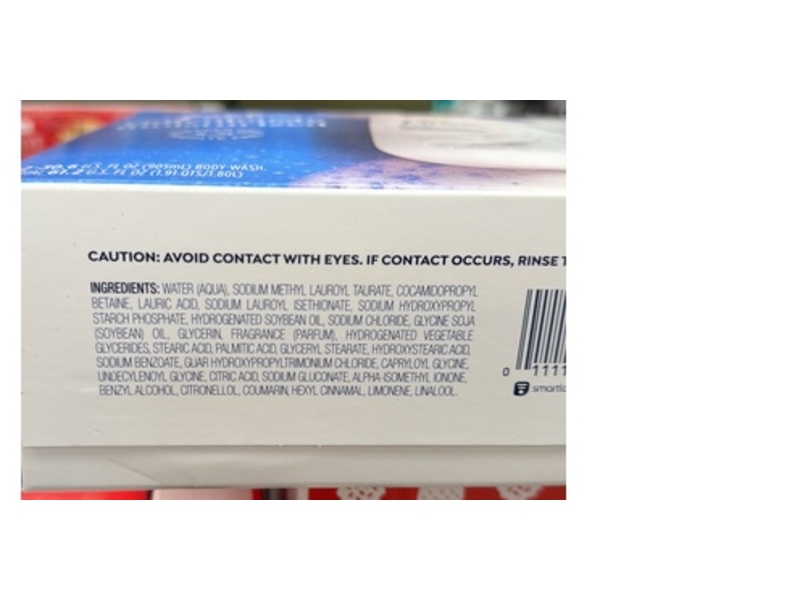 30.6 U.S. FL OZ (905mL) BODY WASH
61.2 U.S. FL OZ (1.91 QTS/1.80L)
CAUTION: AVOID CONTACT WITH EYES. IF CONTACT OCCURS, RINSE
INGREDIENTS: WATER (AQUA), SODIUM METHYL LAUROYL TAURATE, COCAMIDOPROPYL
BETAINE, LAURIC ACID, SODIUM LAUROYL ISETHIONATE, SODIUM HYDROXYPROPYL
STARCH PHOSPHATE, HYDROGENATED SOYBEAN OIL, SODIUM CHLORIDE, GLYCINE SOJA
(SOYBEAN) OIL, GLYCERIN, FRAGRANCE (PARFUM), HYDROGENATED VEGETABLE
GLYCERIDES, STEARIC ACID, PALMITIC ACID, GLYCERYL STEARATE, HYDROXYSTEARIC ACID,
SODIUM BENZOATE, GUAR HYDROXYPROPYLTRIMONIUM CHLORIDE, CAPRYLOYL GLYCINE,
UNDECYLENOYL GLYCINE, CITRIC ACID, SODIUM GLUCONATE, ALPHA-ISOMETHYL IONONE,
BENZYL ALCOHOL, CITRONELLOL, COUMARIN, HEXYL CINNAMAL, LIMONENE, LINALOOL.
0 1111